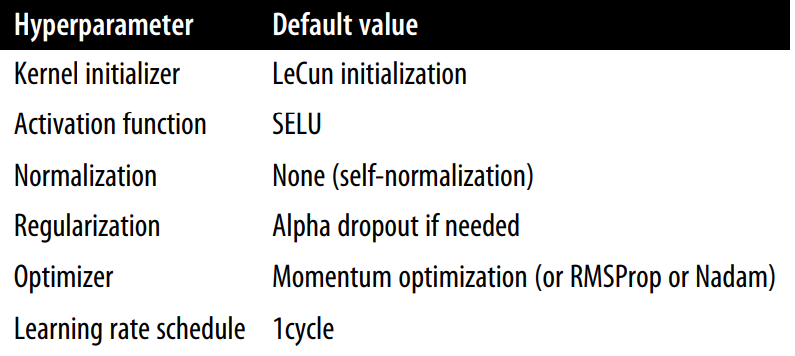 Hyperparameter Default value
Kernel initializer LeCun initialization
Activation function SELU
Normalization None (self-normalization)
Regularization Alpha dropout if needed
Optimizer Momentum optimization (or RMSProp or Nadam)
Learning rate schedule 1cycle